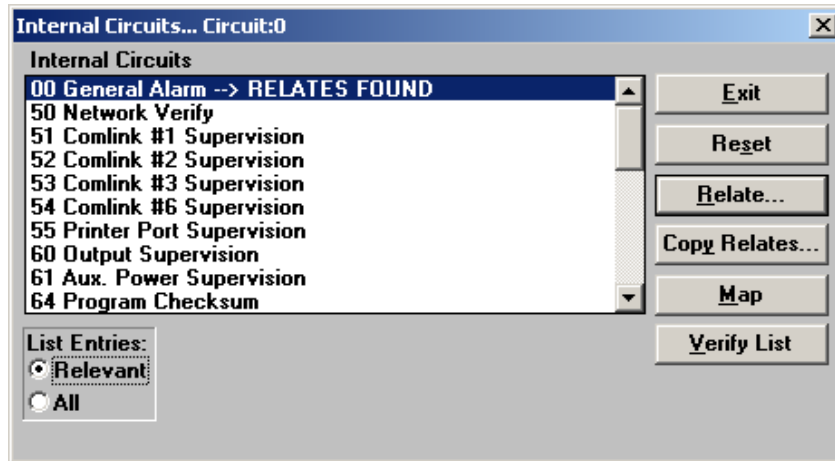 Internal Circuits... Circuit:0
Internal Circuits
00 General Alarm --> RELATES FOUND
50 Network Verify
51 Comlink #1 Supervision
52 Comlink #2 Supervision
53 Comlink #3 Supervision
54 Comlink #6 Supervision
55 Printer Port Supervision
60 Output Supervision
61 Aux. Power Supervision
64 Program Checksum
Exit
Reset
Relate...
Copy Relates...
Map
Verify List
List Entries:
Relevant
All